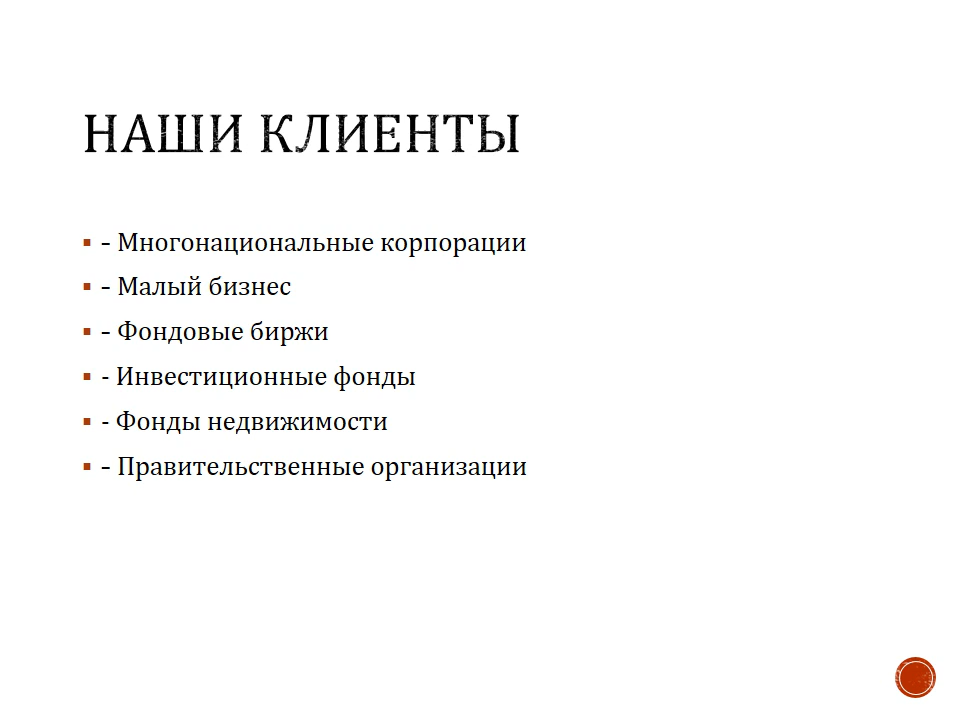 НАШИ КЛИЕНТЫ
- Многонациональные корпорации
- Малый бизнес
- Фондовые биржи
- Инвестиционные фонды
- Фонды недвижимости
- Правительственные организации